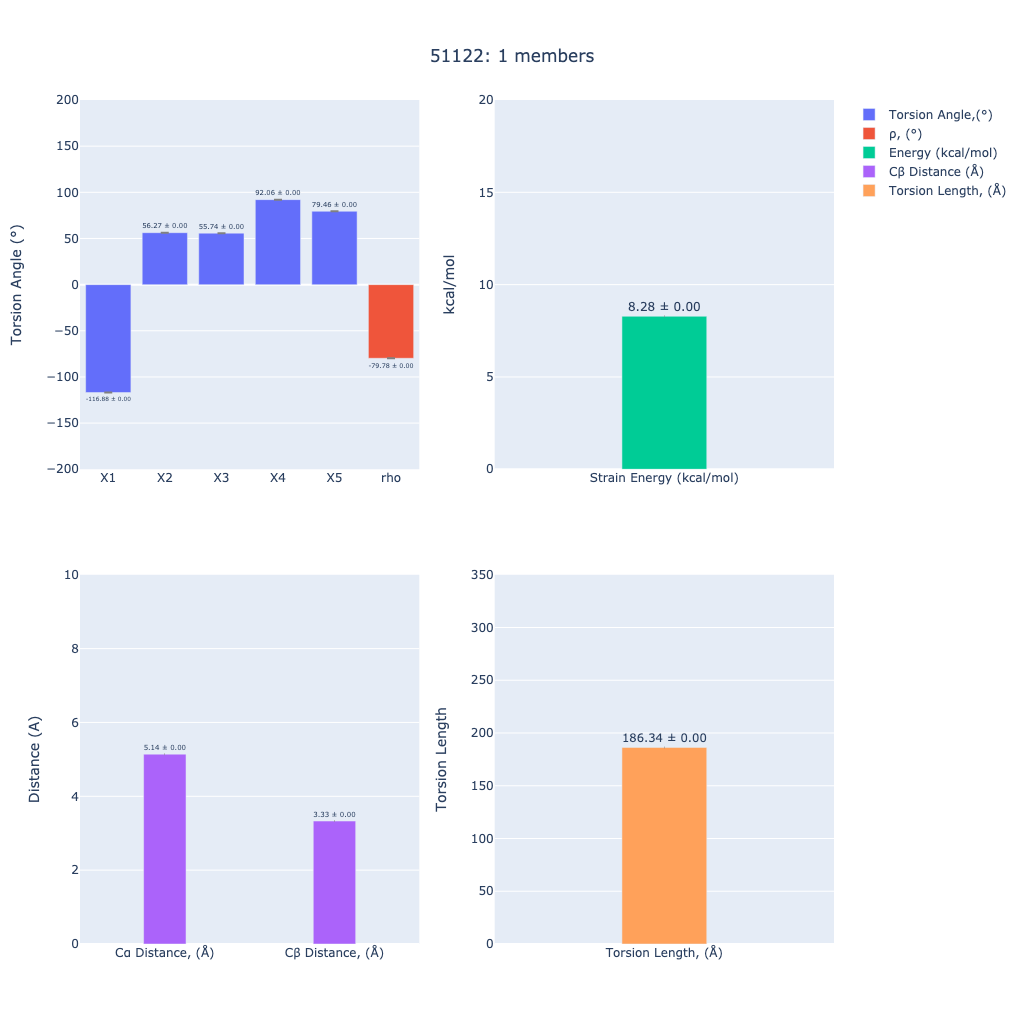 51122: 1 members
200
150
100
50
0
−50
−100
−150
−200
Torsion Angle (°)
-116.88 ± 0.00
56.27 ± 0.00
55.74 ± 0.00
92.06 ± 0.00
79.46 ± 0.00
-79.78 ± 0.00
X1 X2 X3 X4 X5 rho
20
15
10
5
0
kcal/mol
8.28 ± 0.00
Strain Energy (kcal/mol)
Torsion Angle,(°)
ρ, (°)
Energy (kcal/mol)
Cβ Distance (Å)
Torsion Length, (Å)
10
8
6
4
2
0
Distance (A)
5.14 ± 0.00
3.33 ± 0.00
Cα Distance, (Å) Cβ Distance, (Å)
350
300
250
200
150
100
50
0
Torsion Length
186.34 ± 0.00
Torsion Length, (Å)